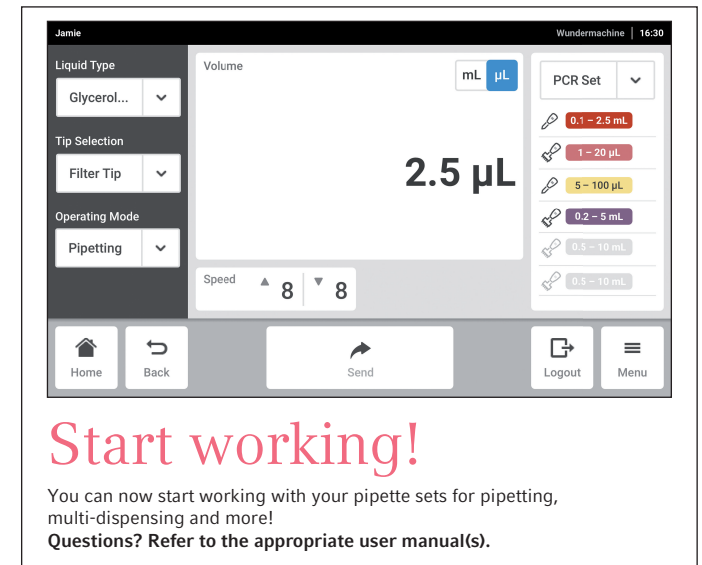 Jamie
Wundermachine | 16:30
Liquid Type
Glycerol...
Tip Selection
Filter Tip
Operating Mode
Pipetting
Volume
mL µL
2.5 µL
Speed ▲ 8 ▼ 8
PCR Set
0.1 – 2.5 mL
1 – 20 µL
5 – 100 µL
0.2 – 5 mL
0.5 – 10 mL
0.5 – 10 mL
Home Back Send Logout Menu
Start working!
You can now start working with your pipette sets for pipetting,
multi-dispensing and more!
Questions? Refer to the appropriate user manual(s).